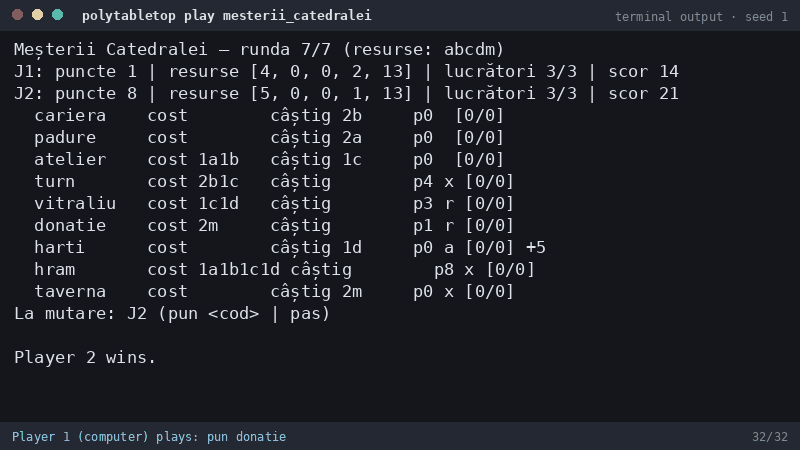 polytabletop play mesterii_catedralei
terminal output · seed 1
Meșterii Catedralei — runda 7/7 (resurse: abcdm)
J1: puncte 1 | resurse [4, 0, 0, 2, 13] | lucrători 3/3 | scor 14
J2: puncte 8 | resurse [5, 0, 0, 1, 13] | lucrători 3/3 | scor 21
cariera cost câștig 2b p0 [0/0]
padure cost câștig 2a p0 [0/0]
atelier cost 1a1b câștig 1c p0 [0/0]
turn cost 2b1c câștig p4 x [0/0]
vitraliu cost 1c1d câștig p3 r [0/0]
donatie cost 2m câștig p1 r [0/0]
harti cost câștig 1d p0 a [0/0] +5
hram cost 1a1b1c1d câștig p8 x [0/0]
taverna cost câștig 2m p0 x [0/0]
La mutare: J2 (pun <cod> | pas)
Player 2 wins.
Player 1 (computer) plays: pun donatie
32/32